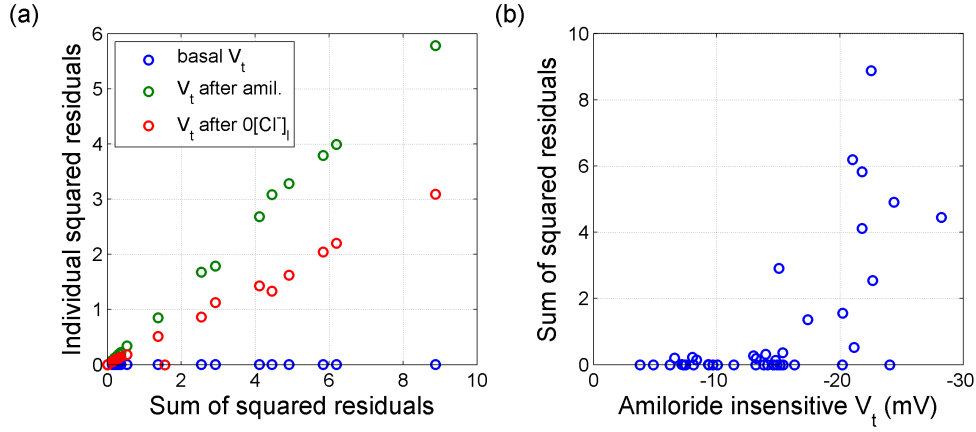 (a)
Individual squared residuals
6
5
4
3
2
1
0
basal Vt
Vt after amil.
Vt after 0[Cl-]l
0 2 4 6 8 10
Sum of squared residuals
(b)
Sum of squared residuals
10
8
6
4
2
0
0 -10 -20 -30
Amiloride insensitive Vt (mV)